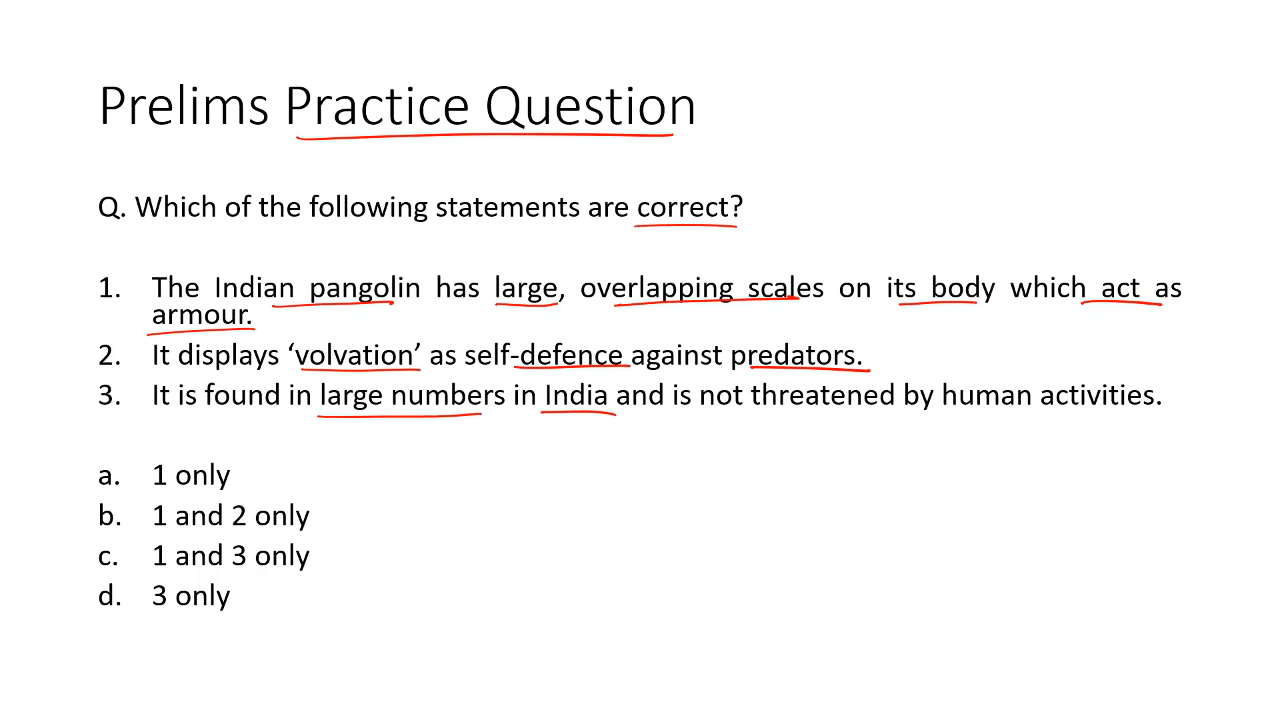 Prelims Practice Question
Q. Which of the following statements are correct?
1. The Indian pangolin has large, overlapping scales on its body which act as
armour.
2. It displays ‘volvation’ as self-defence against predators.
3. It is found in large numbers in India and is not threatened by human activities.
a. 1 only
b. 1 and 2 only
c. 1 and 3 only
d. 3 only